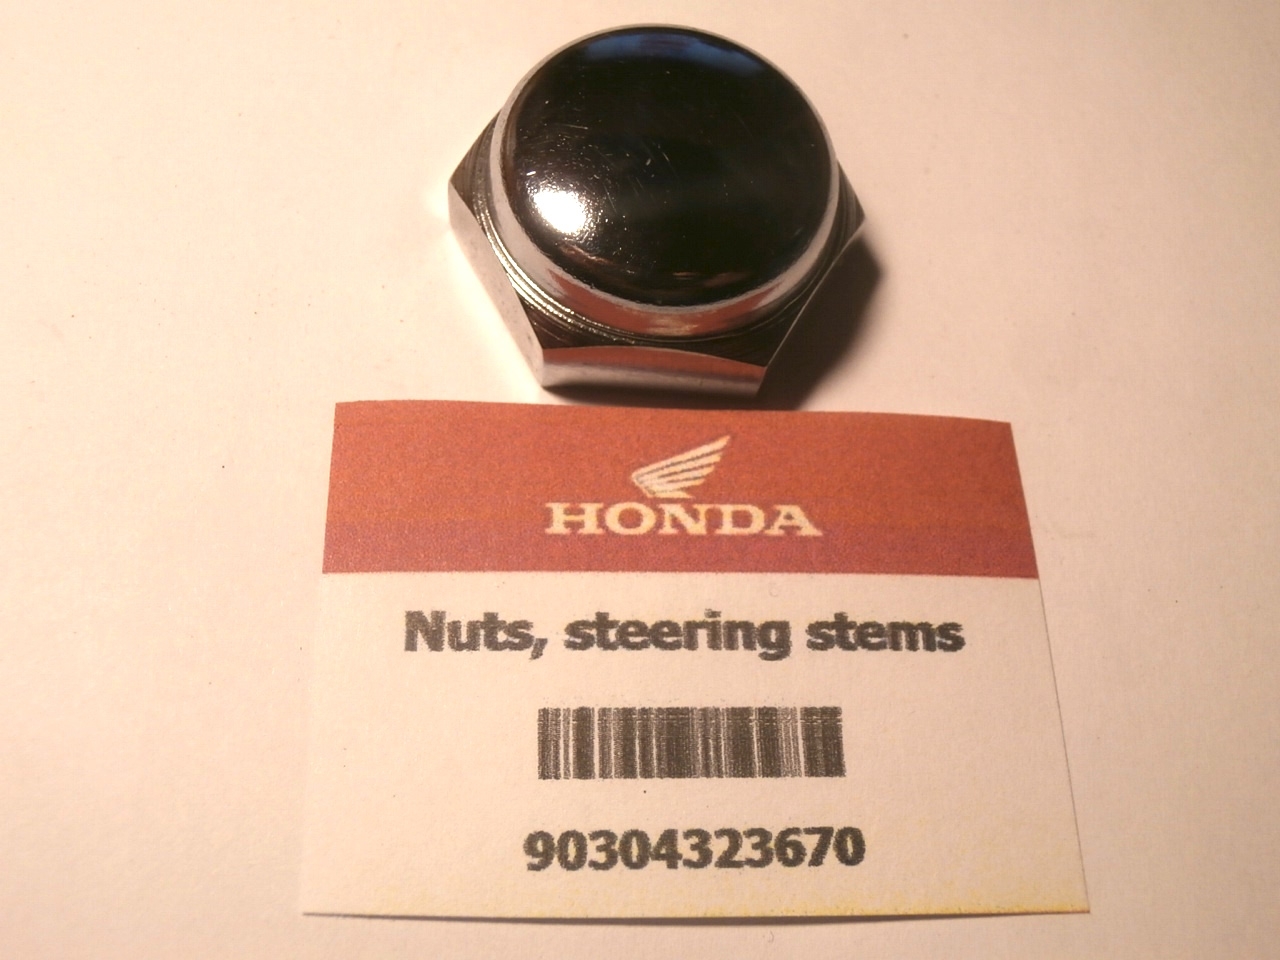 HONDA
Nuts, steering stems
90304323670